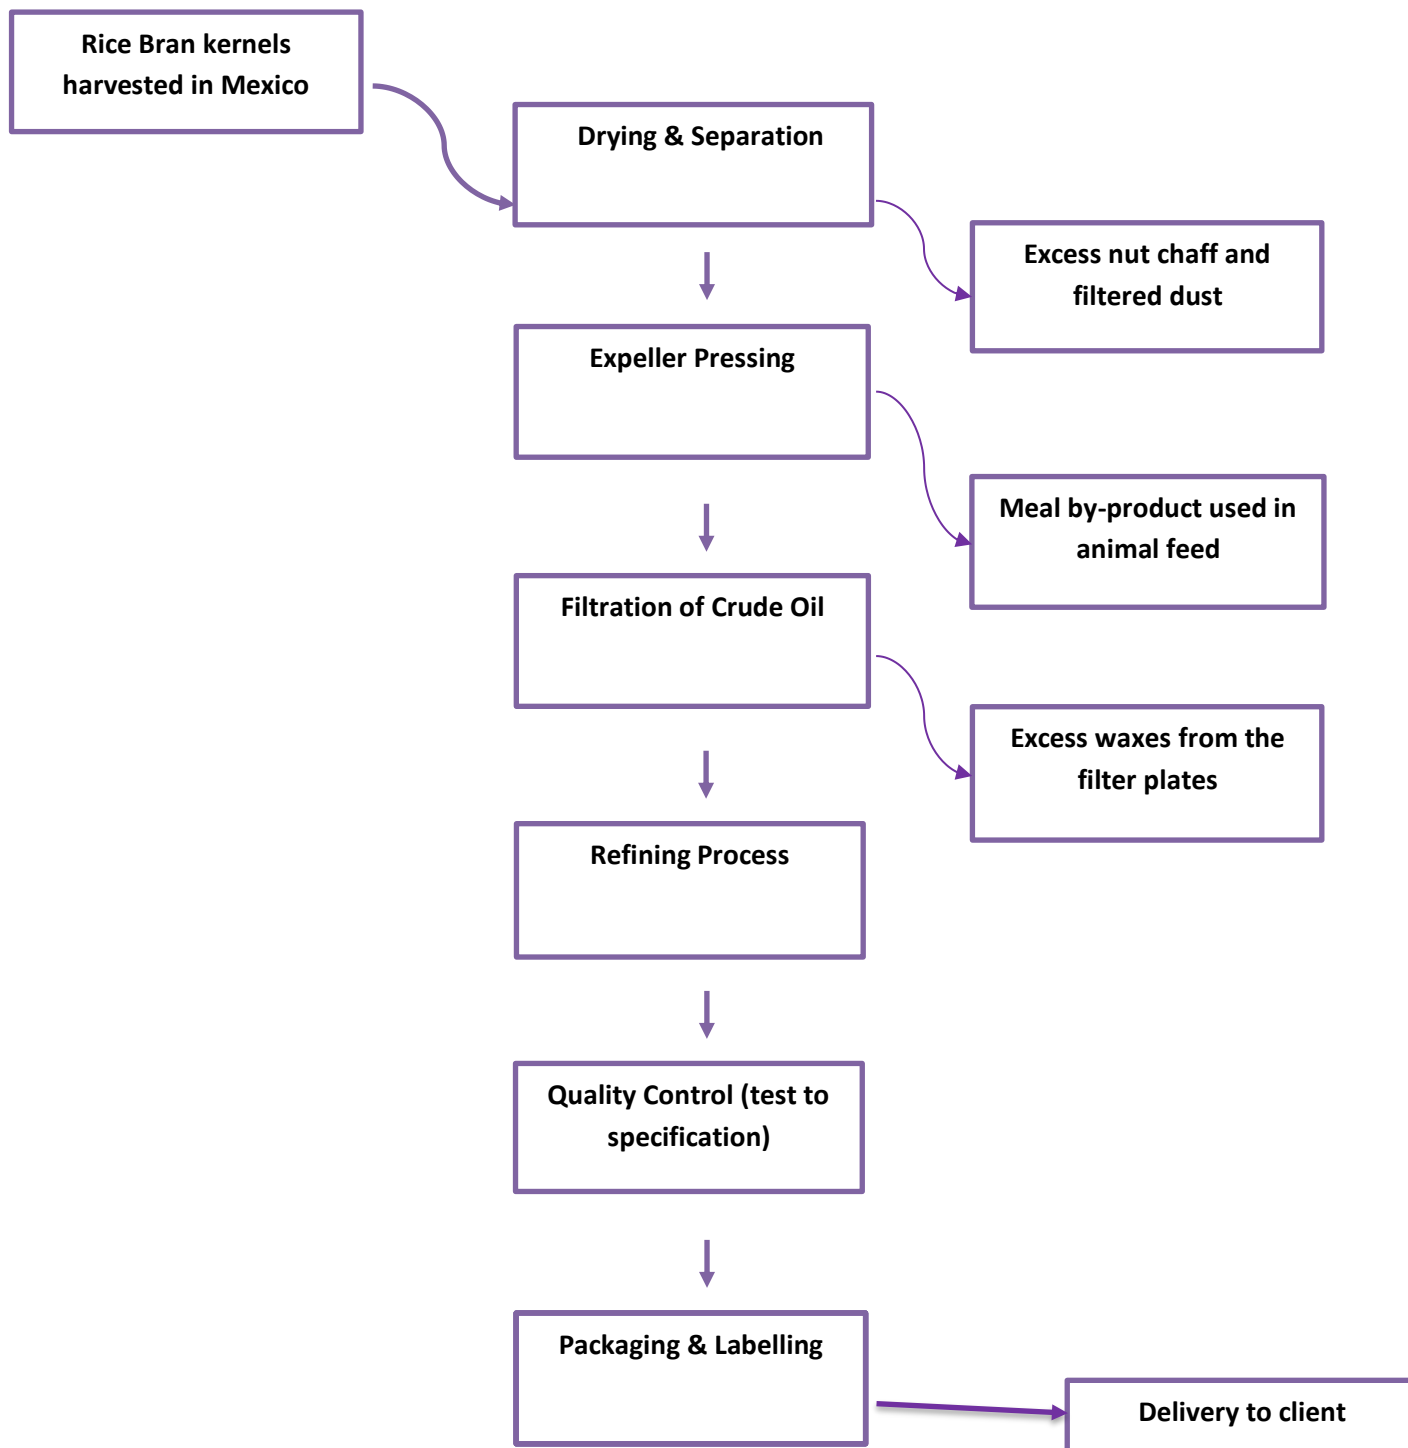 Rice Bran kernels
harvested in Mexico
Drying & Separation
Excess nut chaff and
filtered dust
Expeller Pressing
Meal by-product used in
animal feed
Filtration of Crude Oil
Excess waxes from the
filter plates
Refining Process
Quality Control (test to
specification)
Packaging & Labelling
Delivery to client